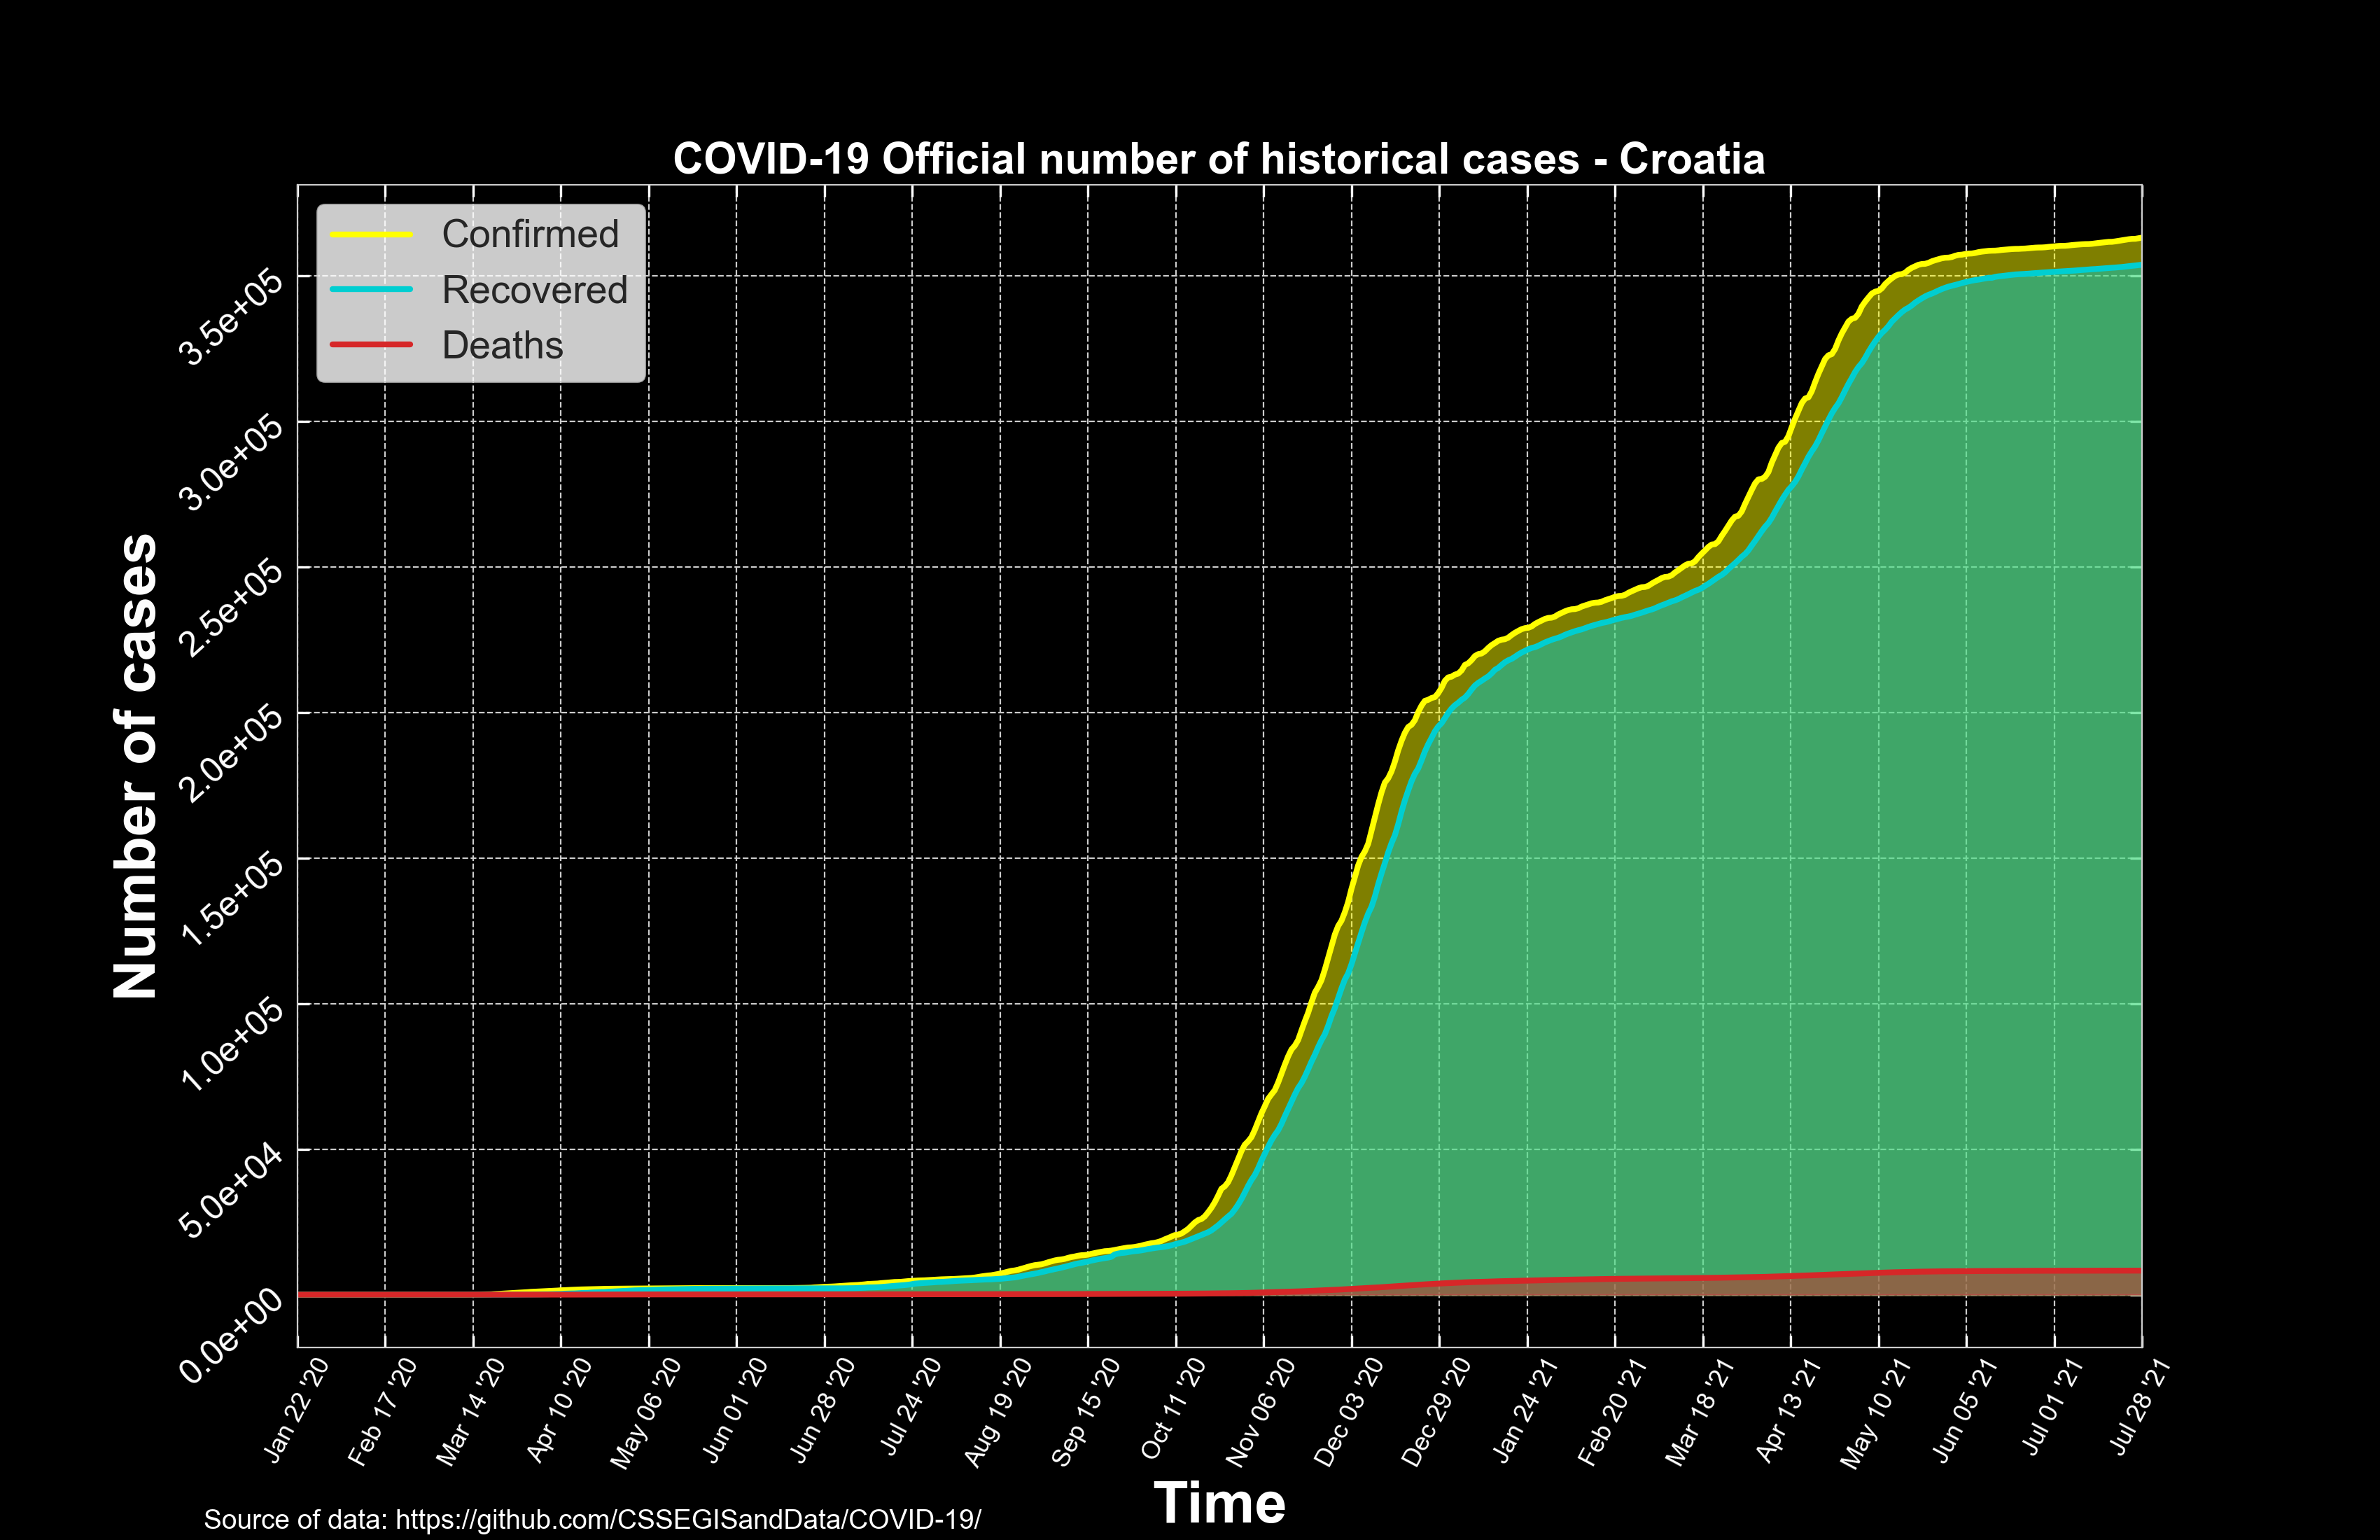 COVID-19 Official number of historical cases - Croatia
Confirmed
Recovered
Deaths
Number of cases
3.5e+05
3.0e+05
2.5e+05
2.0e+05
1.5e+05
1.0e+05
5.0e+04
0.0e+00
Jan 22 '20
Feb 17 '20
Mar 14 '20
Apr 10 '20
May 06 '20
Jun 01 '20
Jun 28 '20
Jul 24 '20
Aug 19 '20
Sep 15 '20
Oct 11 '20
Nov 06 '20
Dec 03 '20
Dec 29 '20
Jan 24 '21
Feb 20 '21
Mar 18 '21
Apr 13 '21
May 10 '21
Jun 05 '21
Jul 01 '21
Jul 28 '21
Time
Source of data: https://github.com/CSSEGISandData/COVID-19/